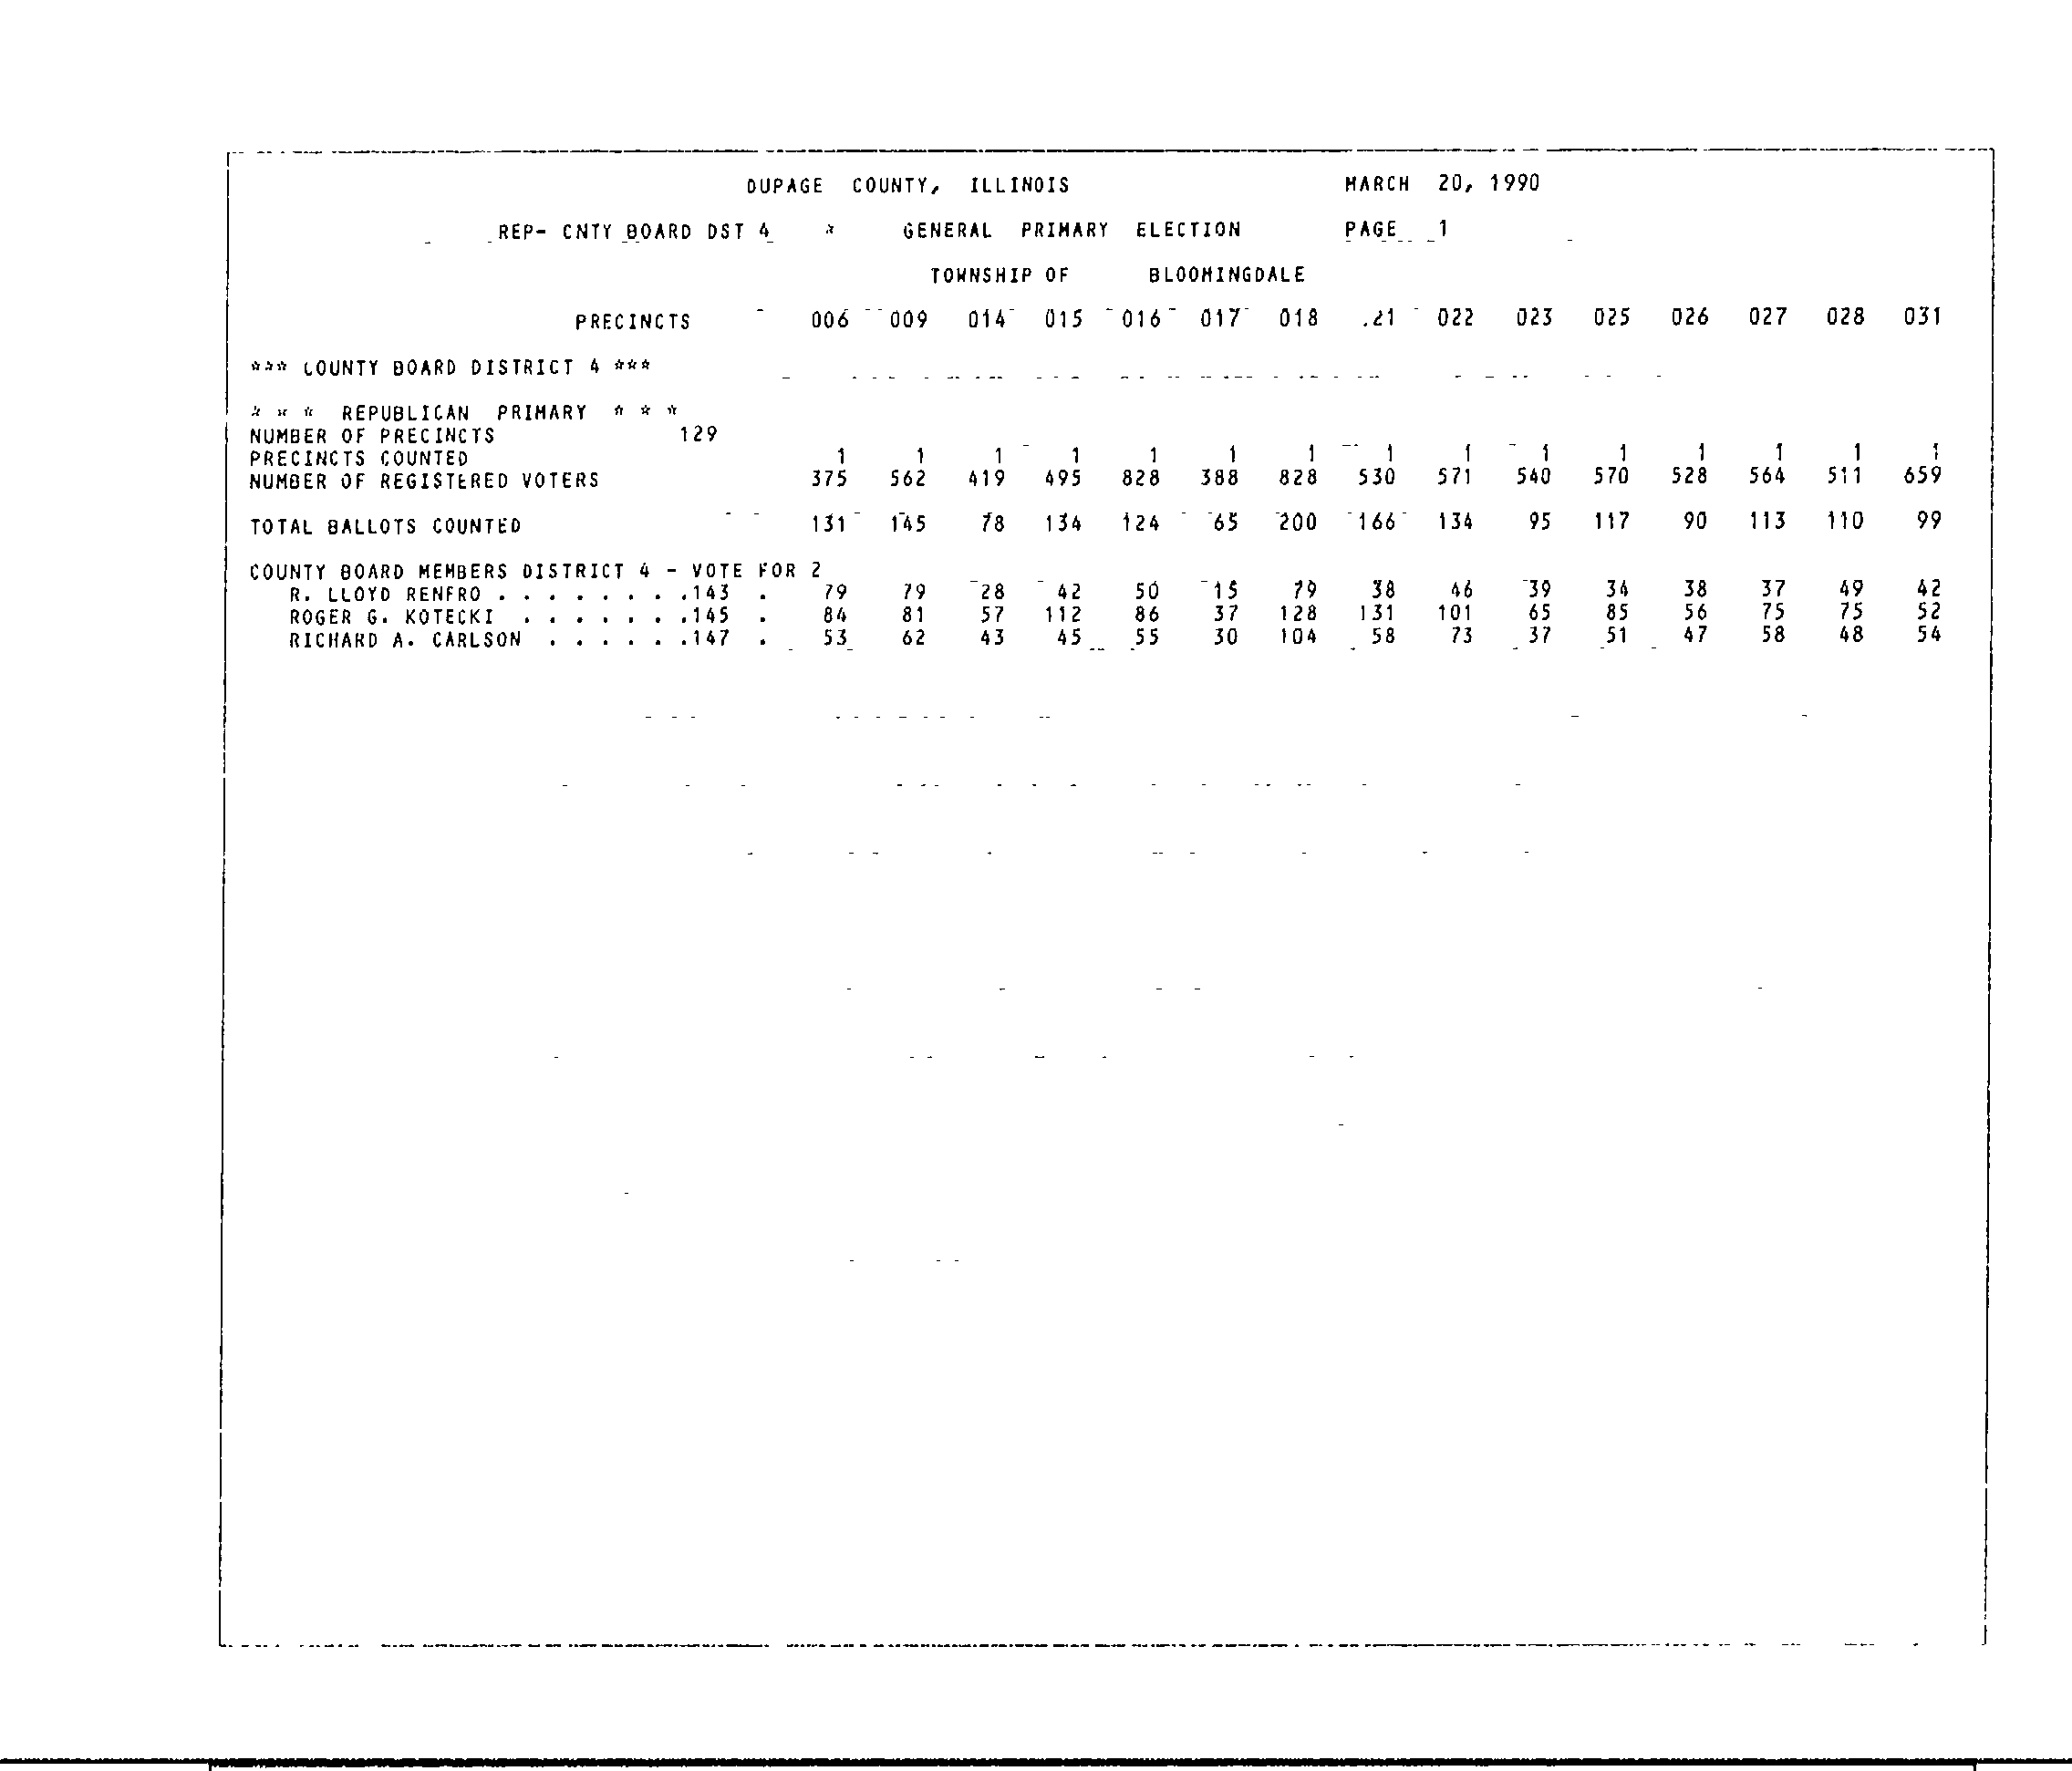 DUPAGE COUNTY, ILLINOIS MARCH 20, 1990
REP- CNTY BOARD DST 4 * GENERAL PRIMARY ELECTION PAGE 1
TOWNSHIP OF BLOOMINGDALE
PRECINCTS 006 009 014 015 016 017 018 .21 022 023 025 026 027 028 031
*** COUNTY BOARD DISTRICT 4 ***
* * * REPUBLICAN PRIMARY * * *
NUMBER OF PRECINCTS 129
PRECINCTS COUNTED 1 1 1 1 1 1 1 1 1 1 1 1 1 1 1
NUMBER OF REGISTERED VOTERS 375 562 419 495 828 388 828 530 571 540 570 528 564 511 659
TOTAL BALLOTS COUNTED 131 145 78 134 124 65 200 166 134 95 117 90 113 110 99
COUNTY BOARD MEMBERS DISTRICT 4 - VOTE FOR 2
R. LLOYD RENFRO . . . . . . . .143 . 79 79 28 42 50 15 79 38 46 39 34 38 37 49 42
ROGER G. KOTECKI . . . . . . .145 . 84 81 57 112 86 37 128 131 101 65 85 56 75 75 52
RICHARD A. CARLSON . . . . . .147 . 53 62 43 45 55 30 104 58 73 37 51 47 58 48 54